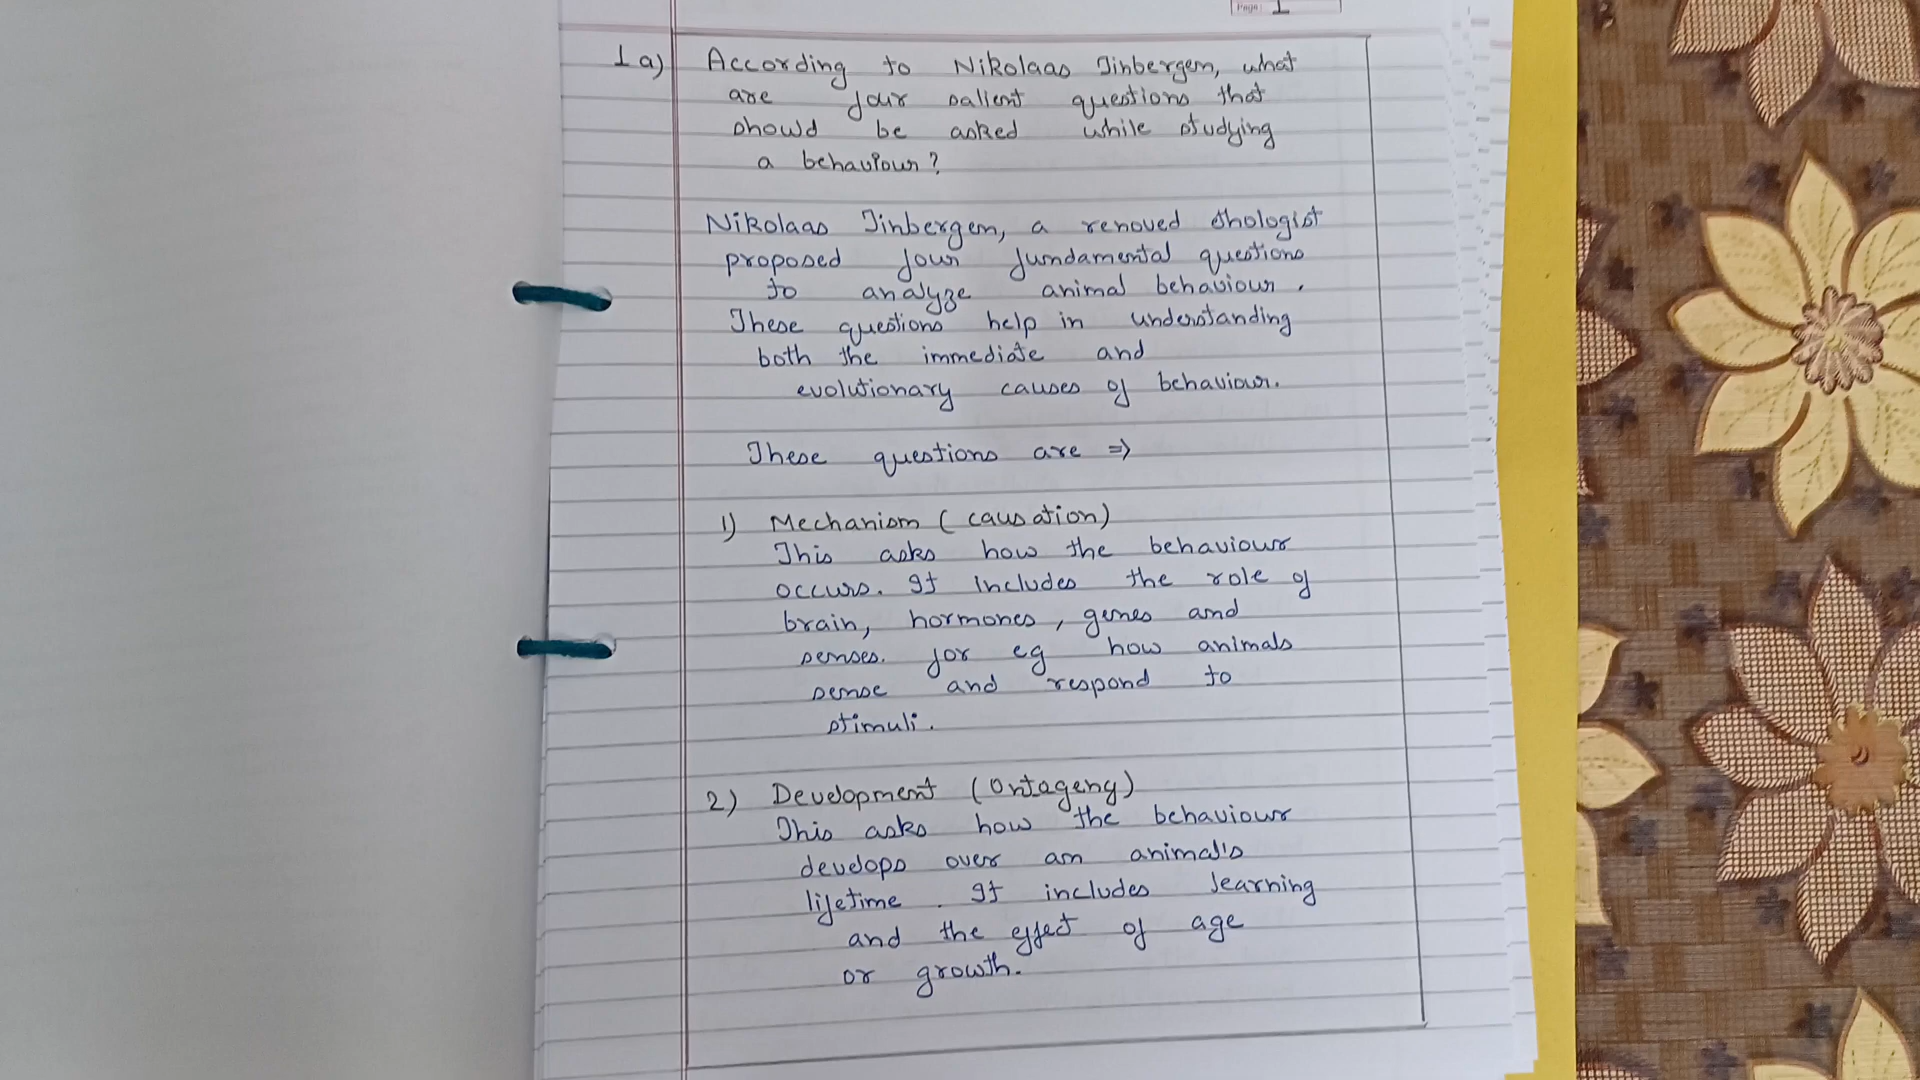 Page: 1
1a) According to Nikolaas Tinbergen, what
are four salient questions that
should be asked while studying
a behaviour?
Nikolaas Tinbergen, a renoved ethologist
proposed four fundamental questions
to analyze animal behaviour.
These questions help in understanding
both the immediate and
evolutionary causes of behaviour.
These questions are ⇒
1) Mechanism (causation)
This asks how the behaviour
occurs. It includes the role of
brain, hormones, genes and
senses. for eg how animals
sense and respond to
stimuli.
2) Development (Ontogeny)
This asks how the behaviour
develops over an animal's
lifetime. It includes learning
and the effect of age
or growth.